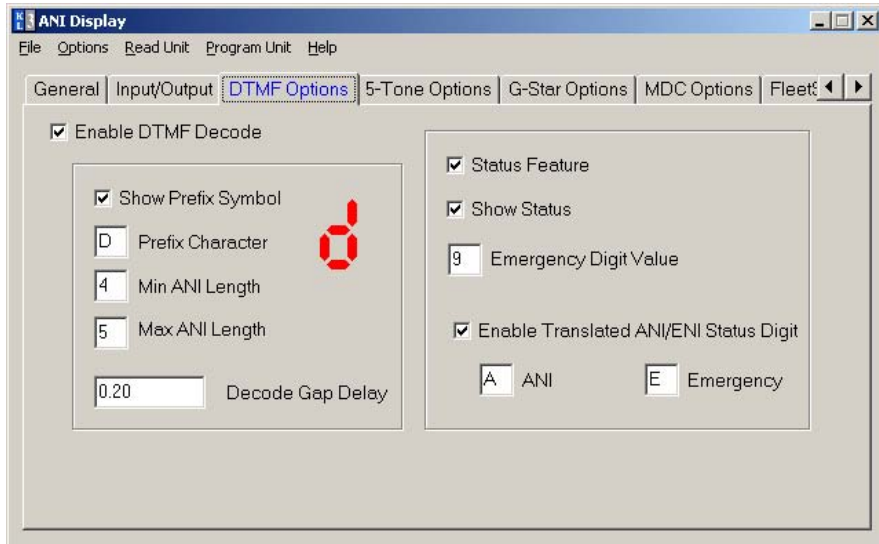 ANI Display
File Options Read Unit Program Unit Help
General Input/Output DTMF Options 5-Tone Options G-Star Options MDC Options
Enable DTMF Decode
Show Prefix Symbol
D Prefix Character
d
4 Min ANI Length
5 Max ANI Length
0.20 Decode Gap Delay
Status Feature
Show Status
9 Emergency Digit Value
Enable Translated ANI/ENI Status Digit
A ANI E Emergency